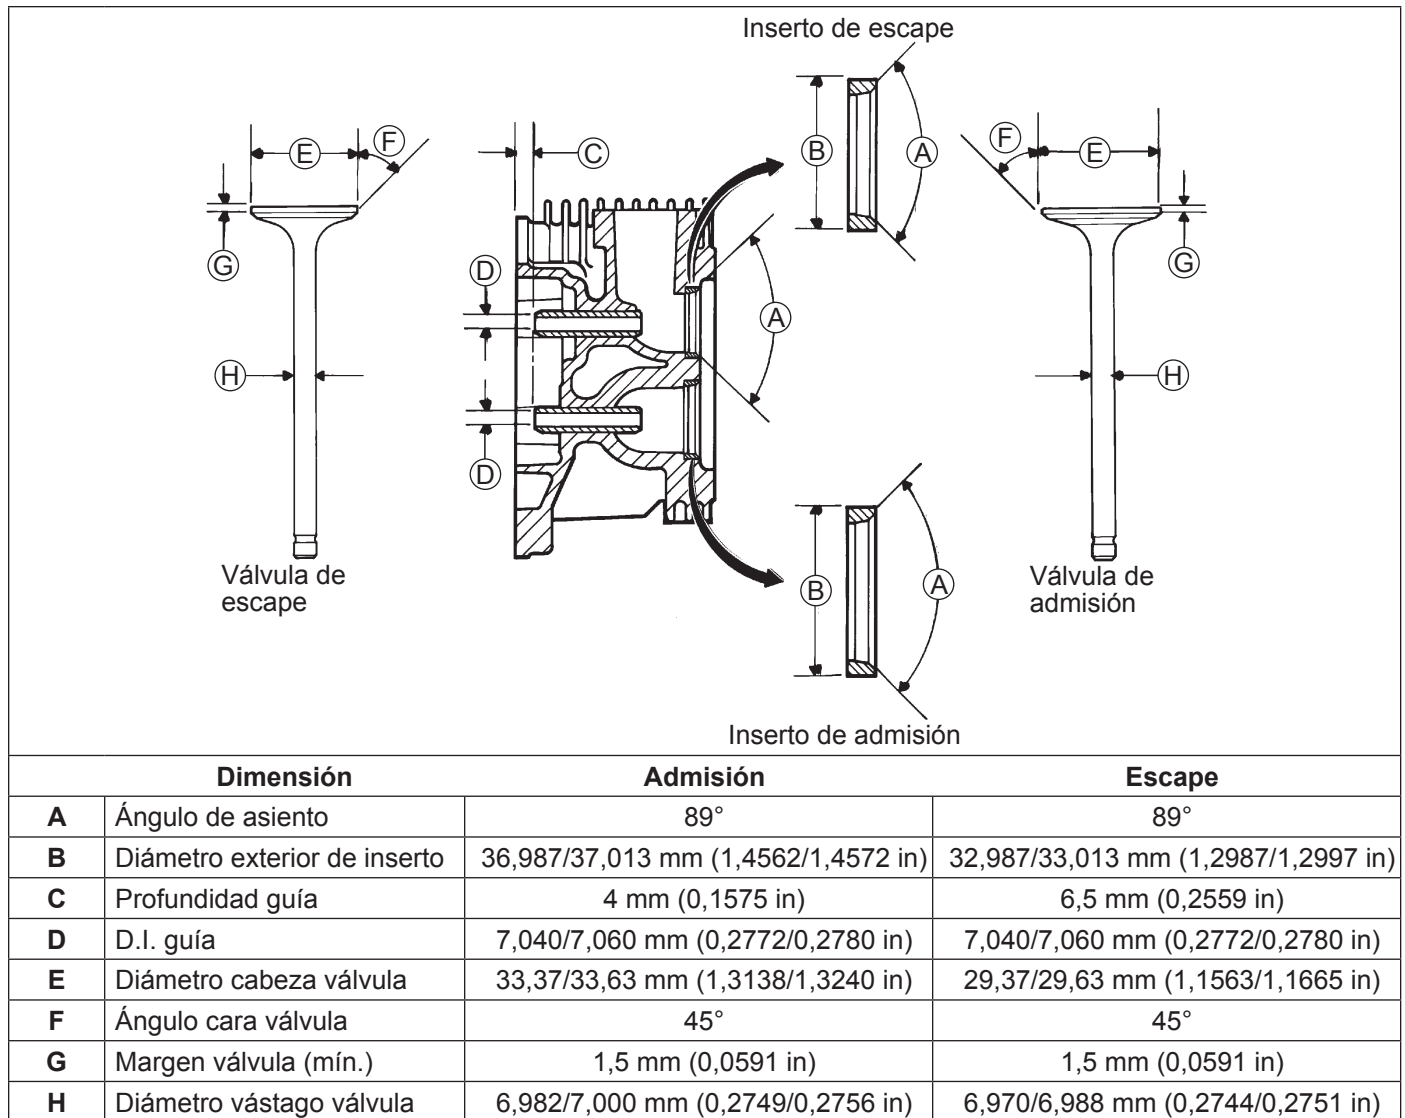 Inserto de escape
E
F
C
B
A
F
E
G
D
A
G
H
D
H
Válvula de
escape
B
A
Válvula de
admisión
Inserto de admisión
Dimensión Admisión Escape
A Ángulo de asiento 89° 89°
B Diámetro exterior de inserto 36,987/37,013 mm (1,4562/1,4572 in) 32,987/33,013 mm (1,2987/1,2997 in)
C Profundidad guía 4 mm (0,1575 in) 6,5 mm (0,2559 in)
D D.I. guía 7,040/7,060 mm (0,2772/0,2780 in) 7,040/7,060 mm (0,2772/0,2780 in)
E Diámetro cabeza válvula 33,37/33,63 mm (1,3138/1,3240 in) 29,37/29,63 mm (1,1563/1,1665 in)
F Ángulo cara válvula 45° 45°
G Margen válvula (mín.) 1,5 mm (0,0591 in) 1,5 mm (0,0591 in)
H Diámetro vástago válvula 6,982/7,000 mm (0,2749/0,2756 in) 6,970/6,988 mm (0,2744/0,2751 in)